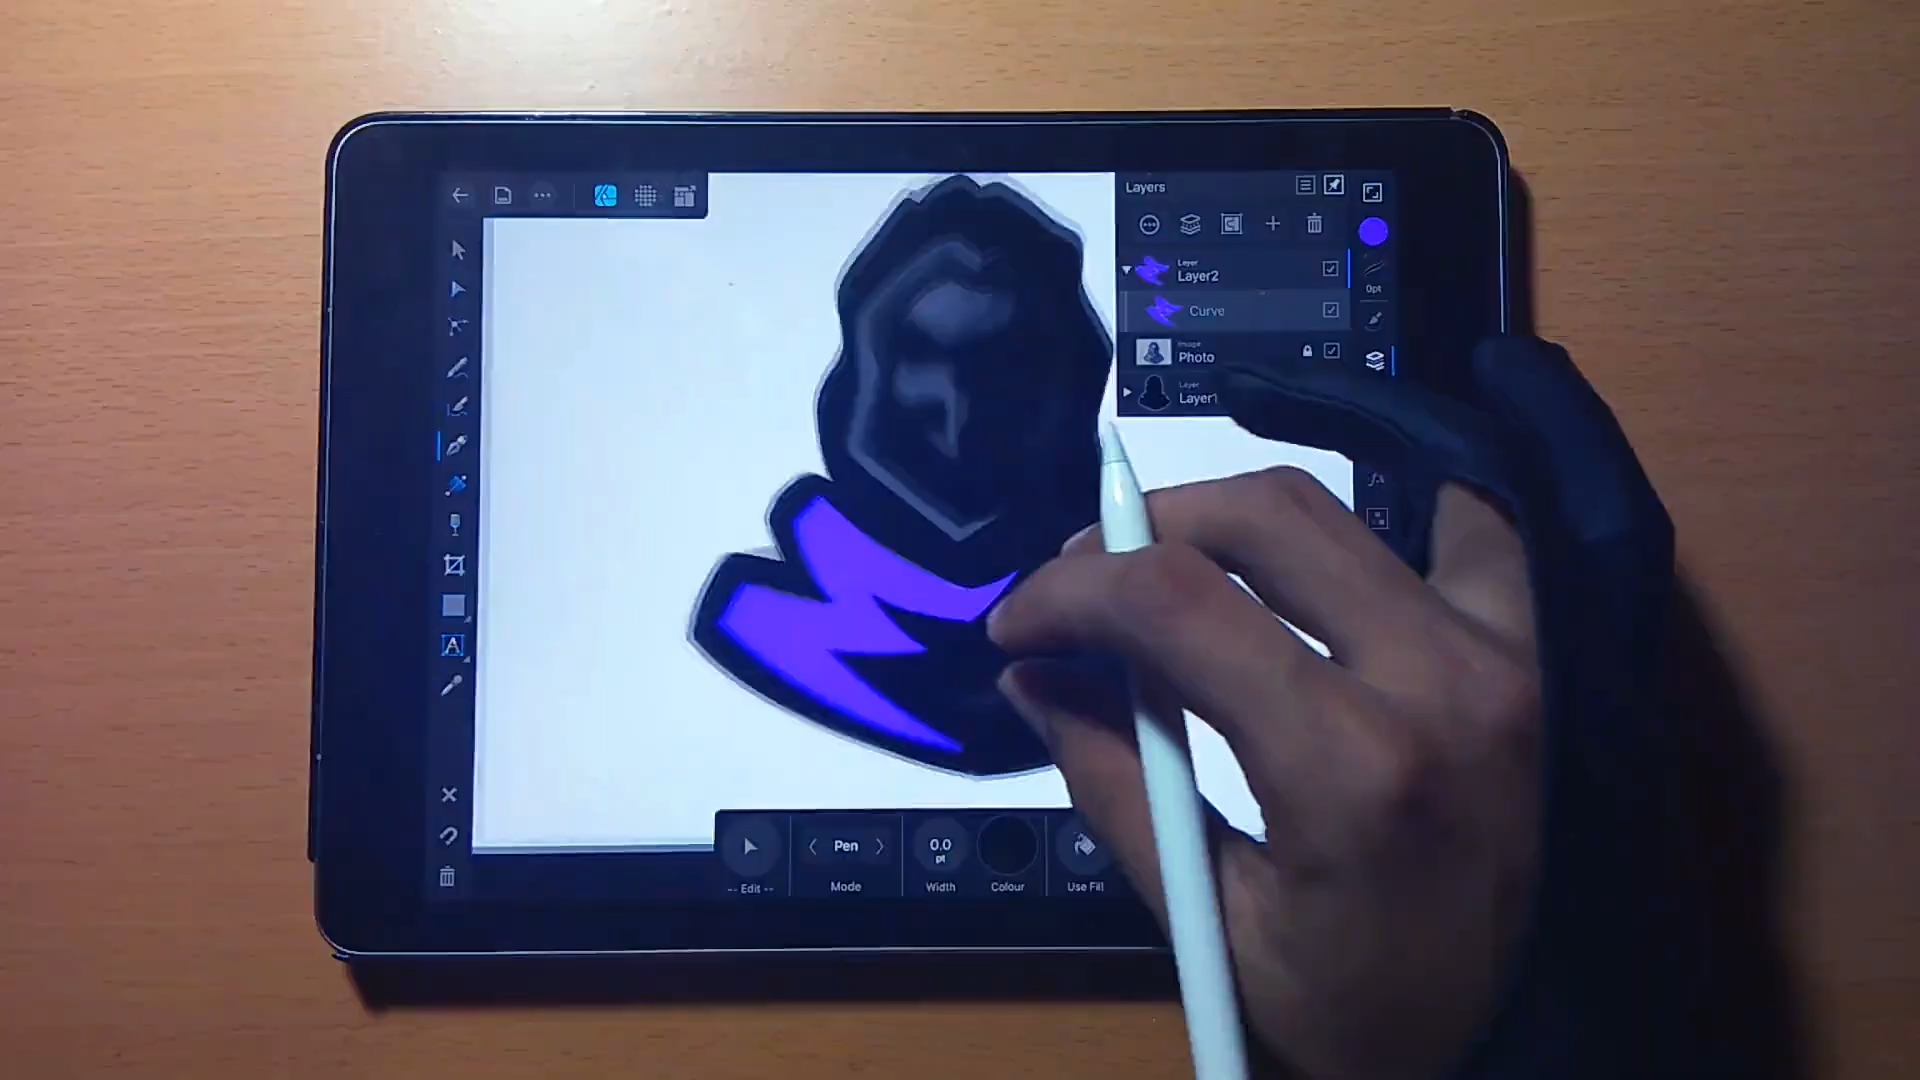 Layers
Layer
Layer2
0pt
Curve
Image
Photo
Layer
Layer1
fx
A
Pen
0.0
pt
-- Edit --
Mode
Width
Colour
Use Fill